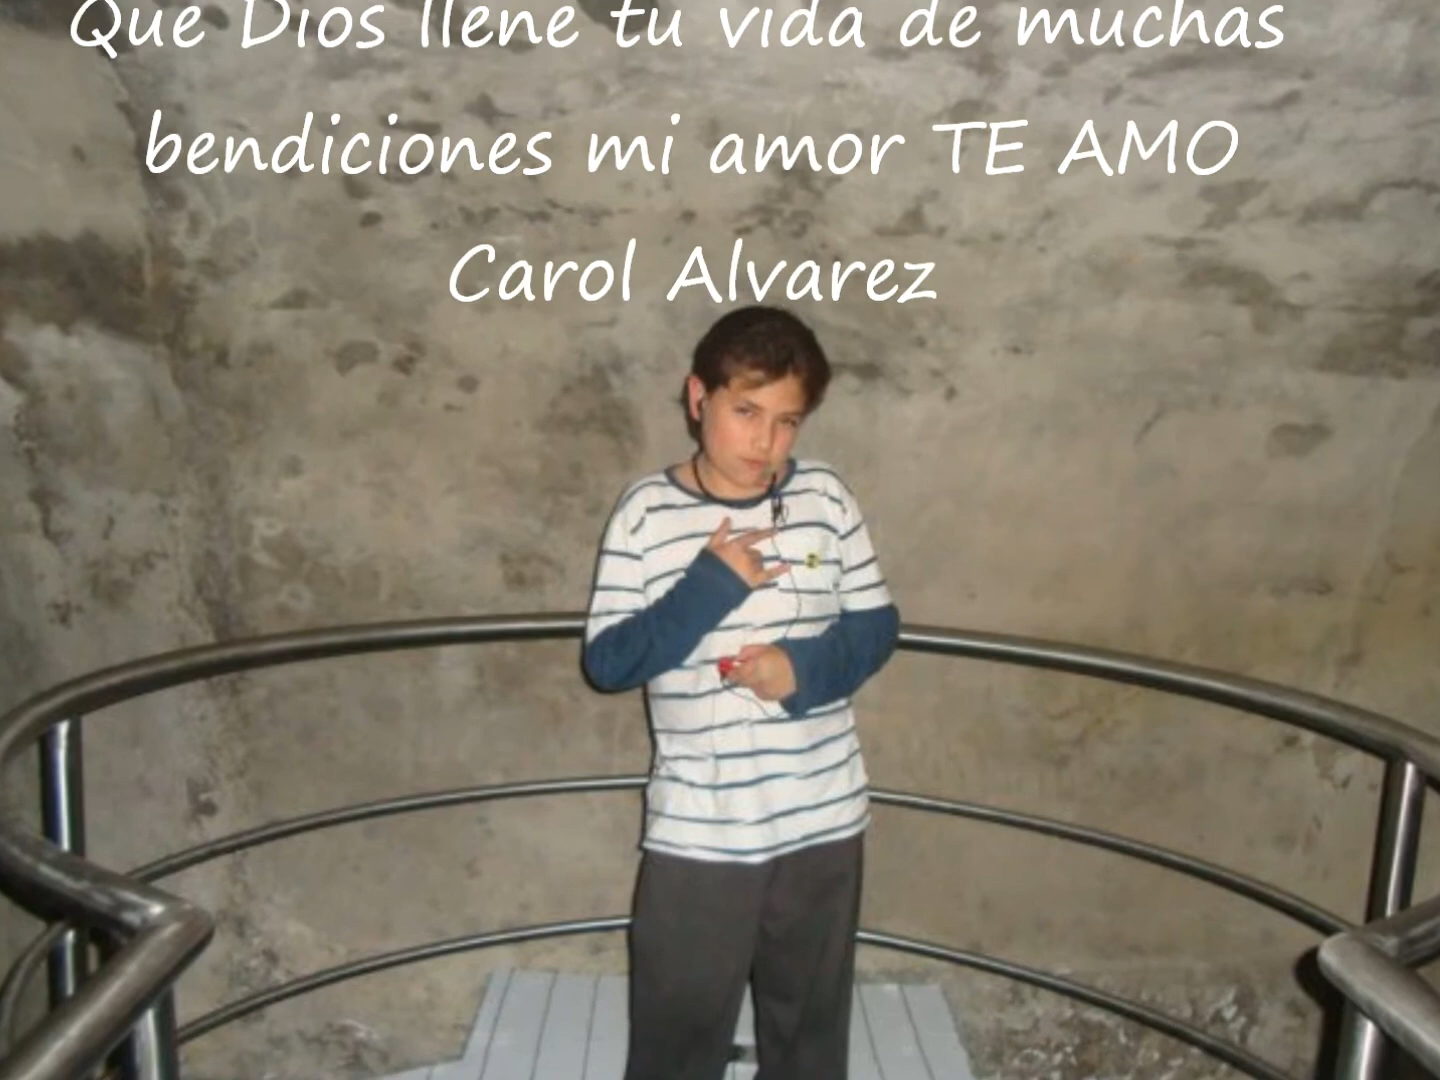 Que Dios llene tu vida de muchas
bendiciones mi amor TE AMO
Carol Alvarez